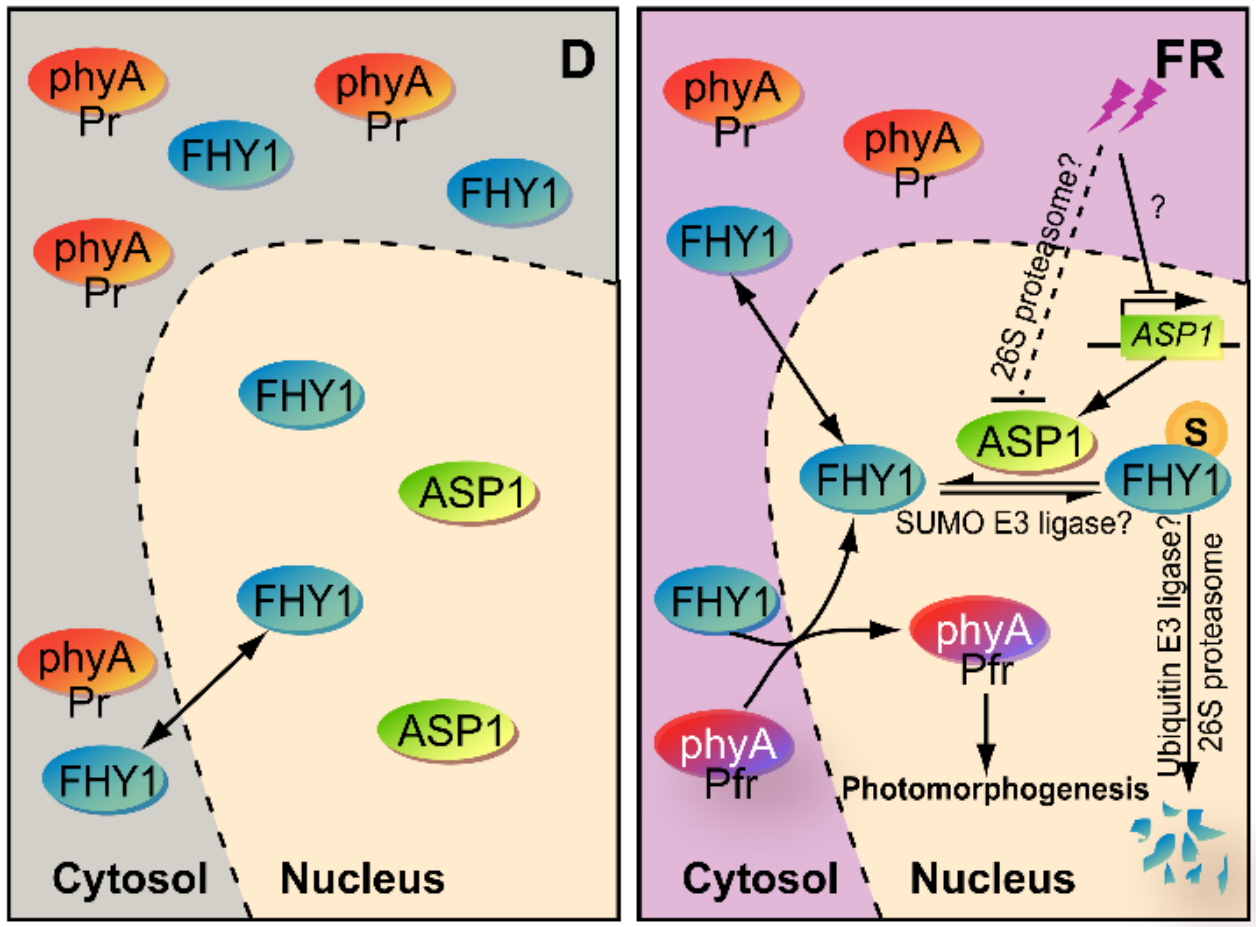 D
phyA
Pr
phyA
Pr
FHY1
FHY1
phyA
Pr
FHY1
ASP1
FHY1
phyA
Pr
ASP1
FHY1
Cytosol
Nucleus
FR
phyA
Pr
phyA
Pr
26S proteasome?
?
FHY1
ASP1
ASP1
S
FHY1
FHY1
SUMO E3 ligase?
Ubiquitin E3 ligase?
26S proteasome
FHY1
phyA
Pfr
phyA
Pfr
Photomorphogenesis
Cytosol
Nucleus